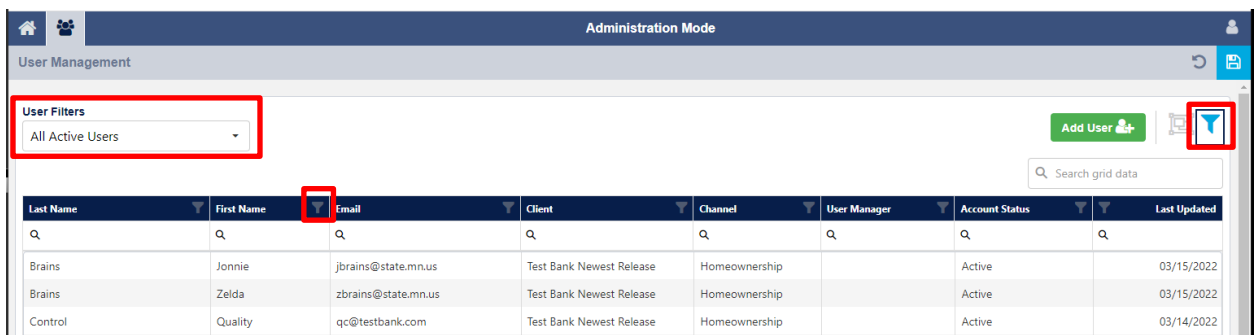 Administration Mode
User Management
User Filters
All Active Users
Add User
Search grid data
Last Name First Name Email Client Channel User Manager Account Status Last Updated
Brains Jonnie jbrains@state.mn.us Test Bank Newest Release Homeownership Active 03/15/2022
Brains Zelda zbrains@state.mn.us Test Bank Newest Release Homeownership Active 03/15/2022
Control Quality qc@testbank.com Test Bank Newest Release Homeownership Active 03/14/2022